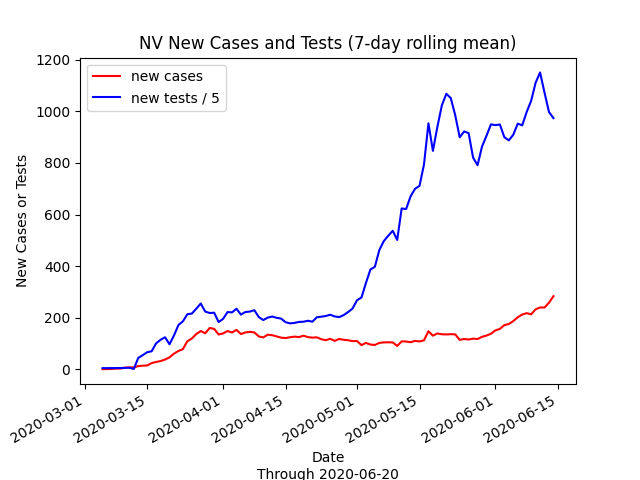 NV New Cases and Tests (7-day rolling mean)
new cases
new tests / 5
New Cases or Tests
1200
1000
800
600
400
200
0
2020-03-01
2020-03-15
2020-04-01
2020-04-15
2020-05-01
2020-05-15
2020-06-01
2020-06-15
Date
Through 2020-06-20